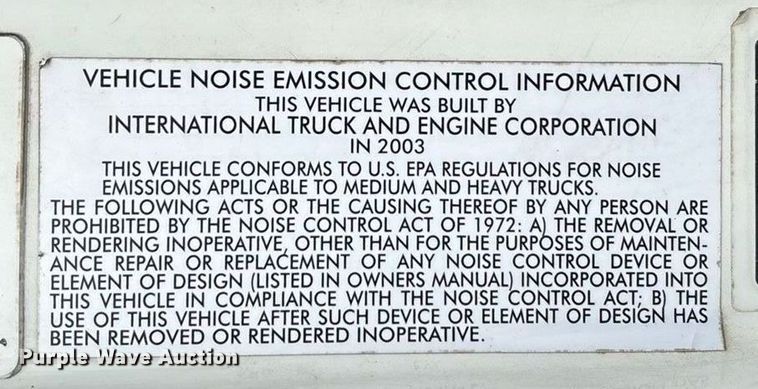 VEHICLE NOISE EMISSION CONTROL INFORMATION
THIS VEHICLE WAS BUILT BY
INTERNATIONAL TRUCK AND ENGINE CORPORATION
IN 2003
THIS VEHICLE CONFORMS TO U.S. EPA REGULATIONS FOR NOISE
EMISSIONS APPLICABLE TO MEDIUM AND HEAVY TRUCKS.
THE FOLLOWING ACTS OR THE CAUSING THEREOF BY ANY PERSON ARE
PROHIBITED BY THE NOISE CONTROL ACT OF 1972: A) THE REMOVAL OR
RENDERING INOPERATIVE, OTHER THAN FOR THE PURPOSES OF MAINTEN-
ANCE REPAIR OR REPLACEMENT OF ANY NOISE CONTROL DEVICE OR
ELEMENT OF DESIGN (LISTED IN OWNERS MANUAL) INCORPORATED INTO
THIS VEHICLE IN COMPLIANCE WITH THE NOISE CONTROL ACT; B) THE
USE OF THIS VEHICLE AFTER SUCH DEVICE OR ELEMENT OF DESIGN HAS
BEEN REMOVED OR RENDERED INOPERATIVE.
Purple Wave Auction